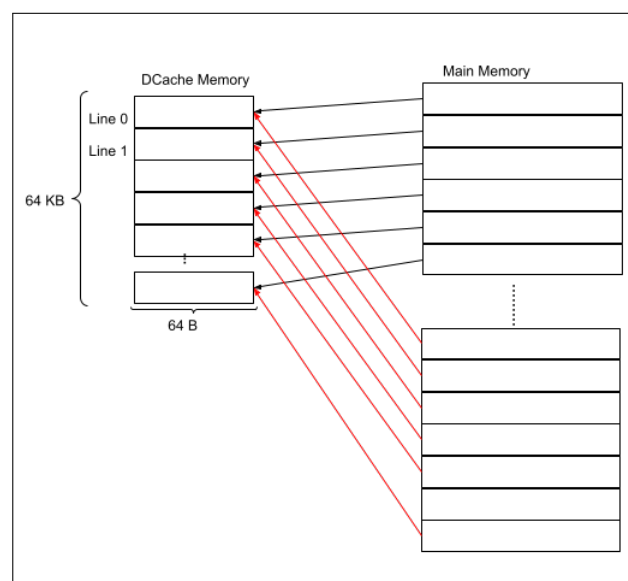 DCache Memory
Main Memory
Line 0
Line 1
64 KB
64 B